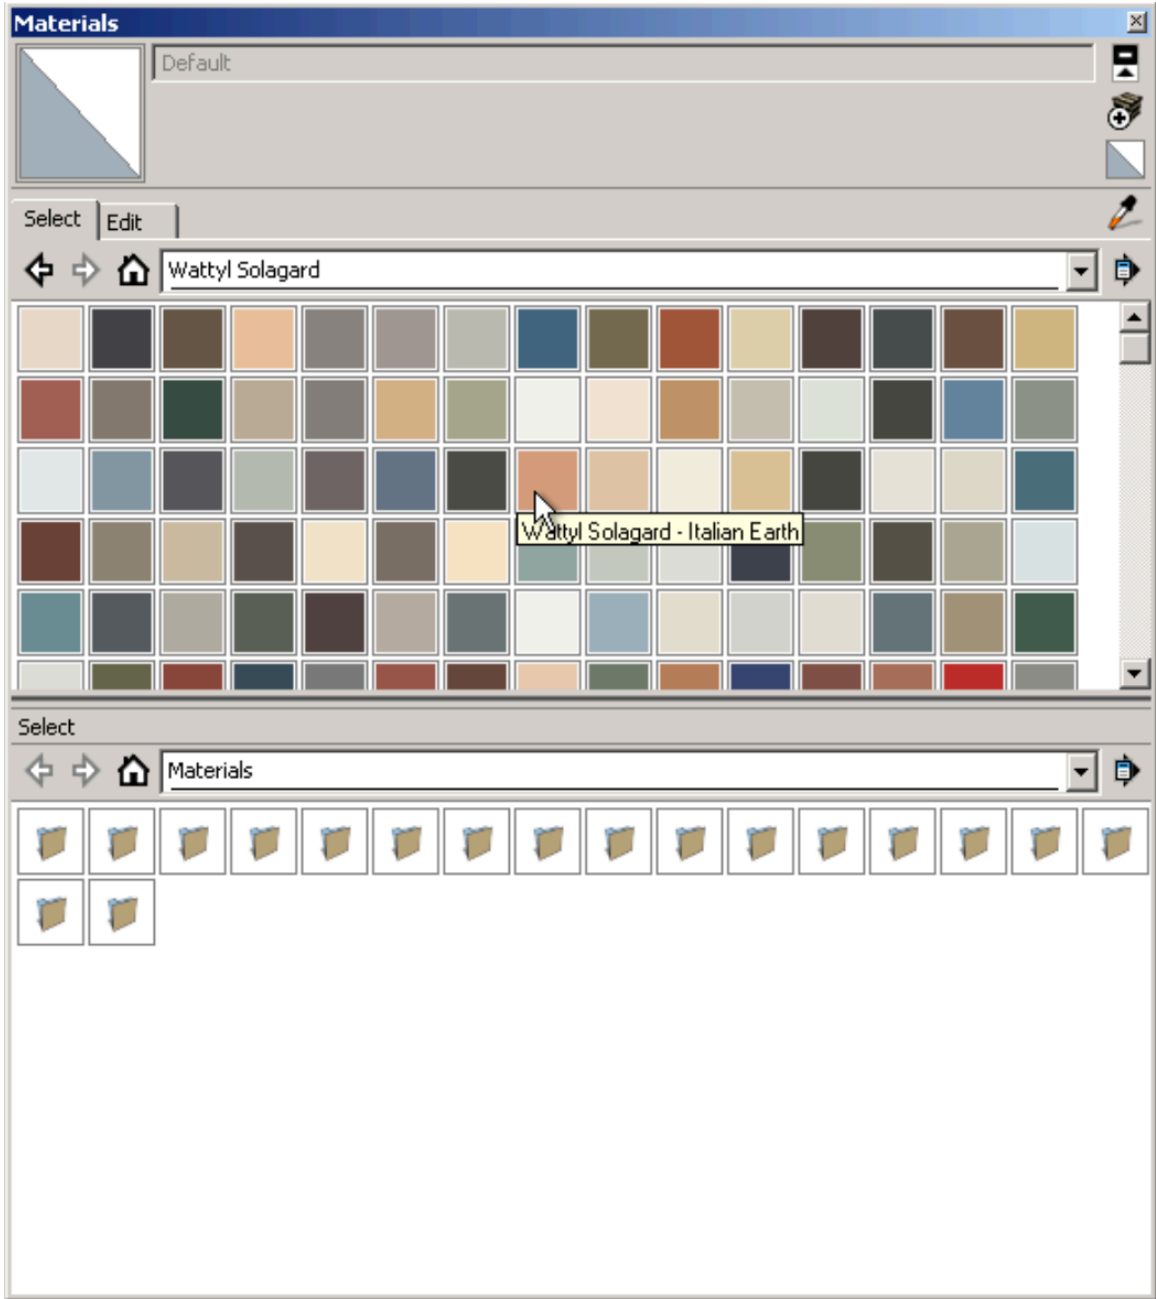 Materials
Default
Select
Edit
Wattyl Solagard
Wattyl Solagard - Italian Earth
Select
Materials